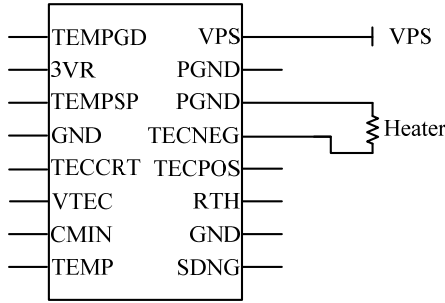 TEMPGD VPS VPS
3VR PGND
TEMPSP PGND
GND TECNEG Heater
TECCRT TECPOS
VTEC RTH
CMIN GND
TEMP SDNG